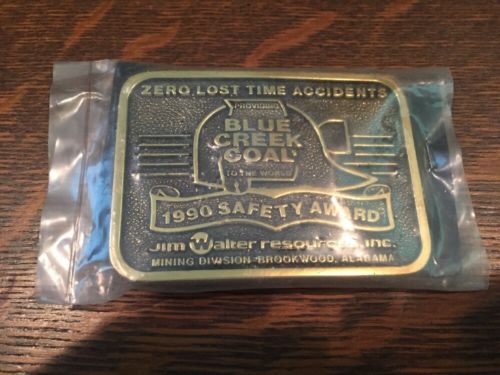 ZERO LOST TIME ACCIDENTS
PROVIDING
BLUE
CREEK
COAL
TO THE WORLD
1990 SAFETY AWARD
Jim Walter resources, inc.
MINING DIVISION-BROOKWOOD, ALABAMA